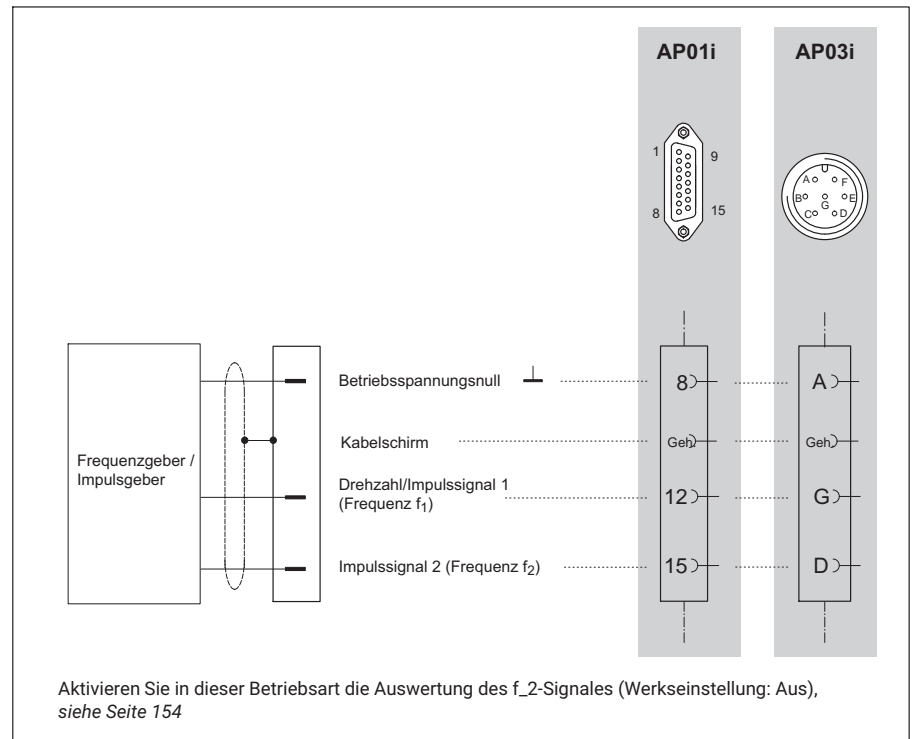 AP01i AP03i
1 9
8 15
A F
B G E
C D
Betriebsspannungsnull 8 A
Kabelschirm Geh. Geh.
Frequenzgeber /
Impulsgeber
Drehzahl/Impulssignal 1
(Frequenz f₁) 12 G
Impulssignal 2 (Frequenz f₂) 15 D
Aktivieren Sie in dieser Betriebsart die Auswertung des f_2-Signales (Werkseinstellung: Aus),
siehe Seite 154